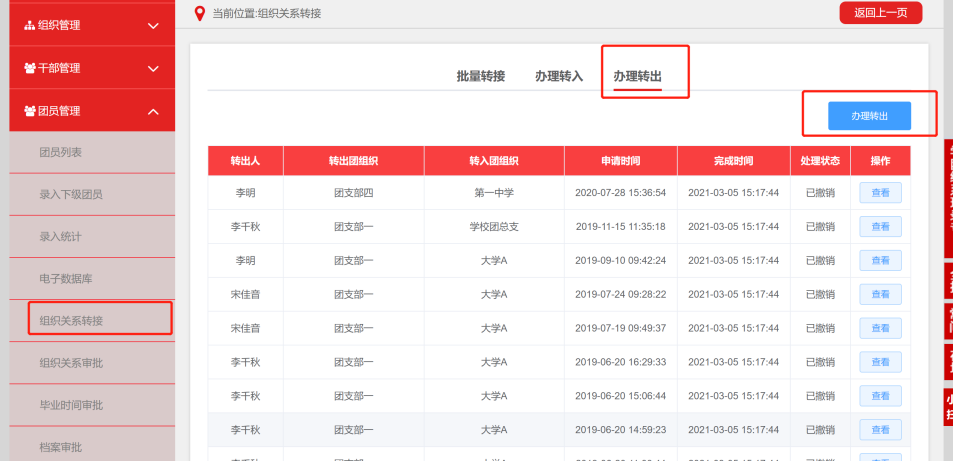 组织管理
干部管理
团员管理
团员列表
录入下级团员
录入统计
电子数据库
组织关系转接
组织关系审批
毕业时间审批
档案审批
当前位置:组织关系转接
返回上一页
批量转接 办理转入 办理转出
办理转出
转出人 转出团组织 转入团组织 申请时间 完成时间 处理状态 操作
李明 团支部四 第一中学 2020-07-28 15:36:54 2021-03-05 15:17:44 已撤销 查看
李千秋 团支部一 学校团总支 2019-11-15 11:35:18 2021-03-05 15:17:44 已撤销 查看
李明 团支部一 大学A 2019-09-10 09:42:24 2021-03-05 15:17:44 已撤销 查看
宋佳音 团支部一 大学A 2019-07-24 09:28:22 2021-03-05 15:17:44 已撤销 查看
宋佳音 团支部一 大学A 2019-07-19 09:49:37 2021-03-05 15:17:44 已撤销 查看
李千秋 团支部一 大学A 2019-06-20 16:29:33 2021-03-05 15:17:44 已撤销 查看
李千秋 团支部一 大学A 2019-06-20 15:06:44 2021-03-05 15:17:44 已撤销 查看
李千秋 团支部一 大学A 2019-06-20 14:59:23 2021-03-05 15:17:44 已撤销 查看